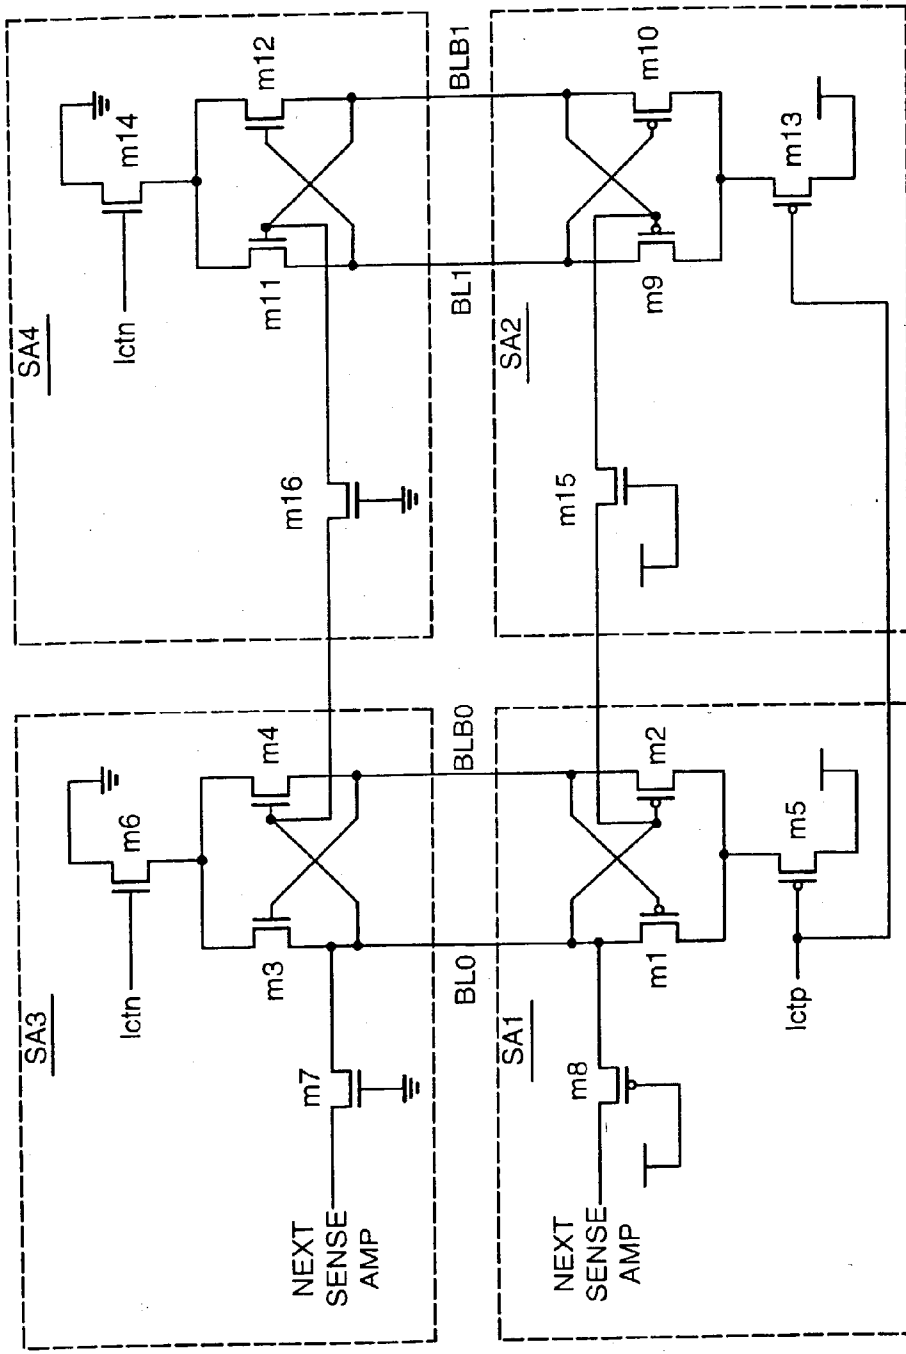 SA4
m14
m12
lctn
m11
m16
BLB1
BL1
SA2
m10
m9
m13
m15
SA3
m6
m4
lctn
m3
m7
NEXT
SENSE
AMP
BLB0
BL0
SA1
m2
m1
m5
m8
lctp
NEXT
SENSE
AMP